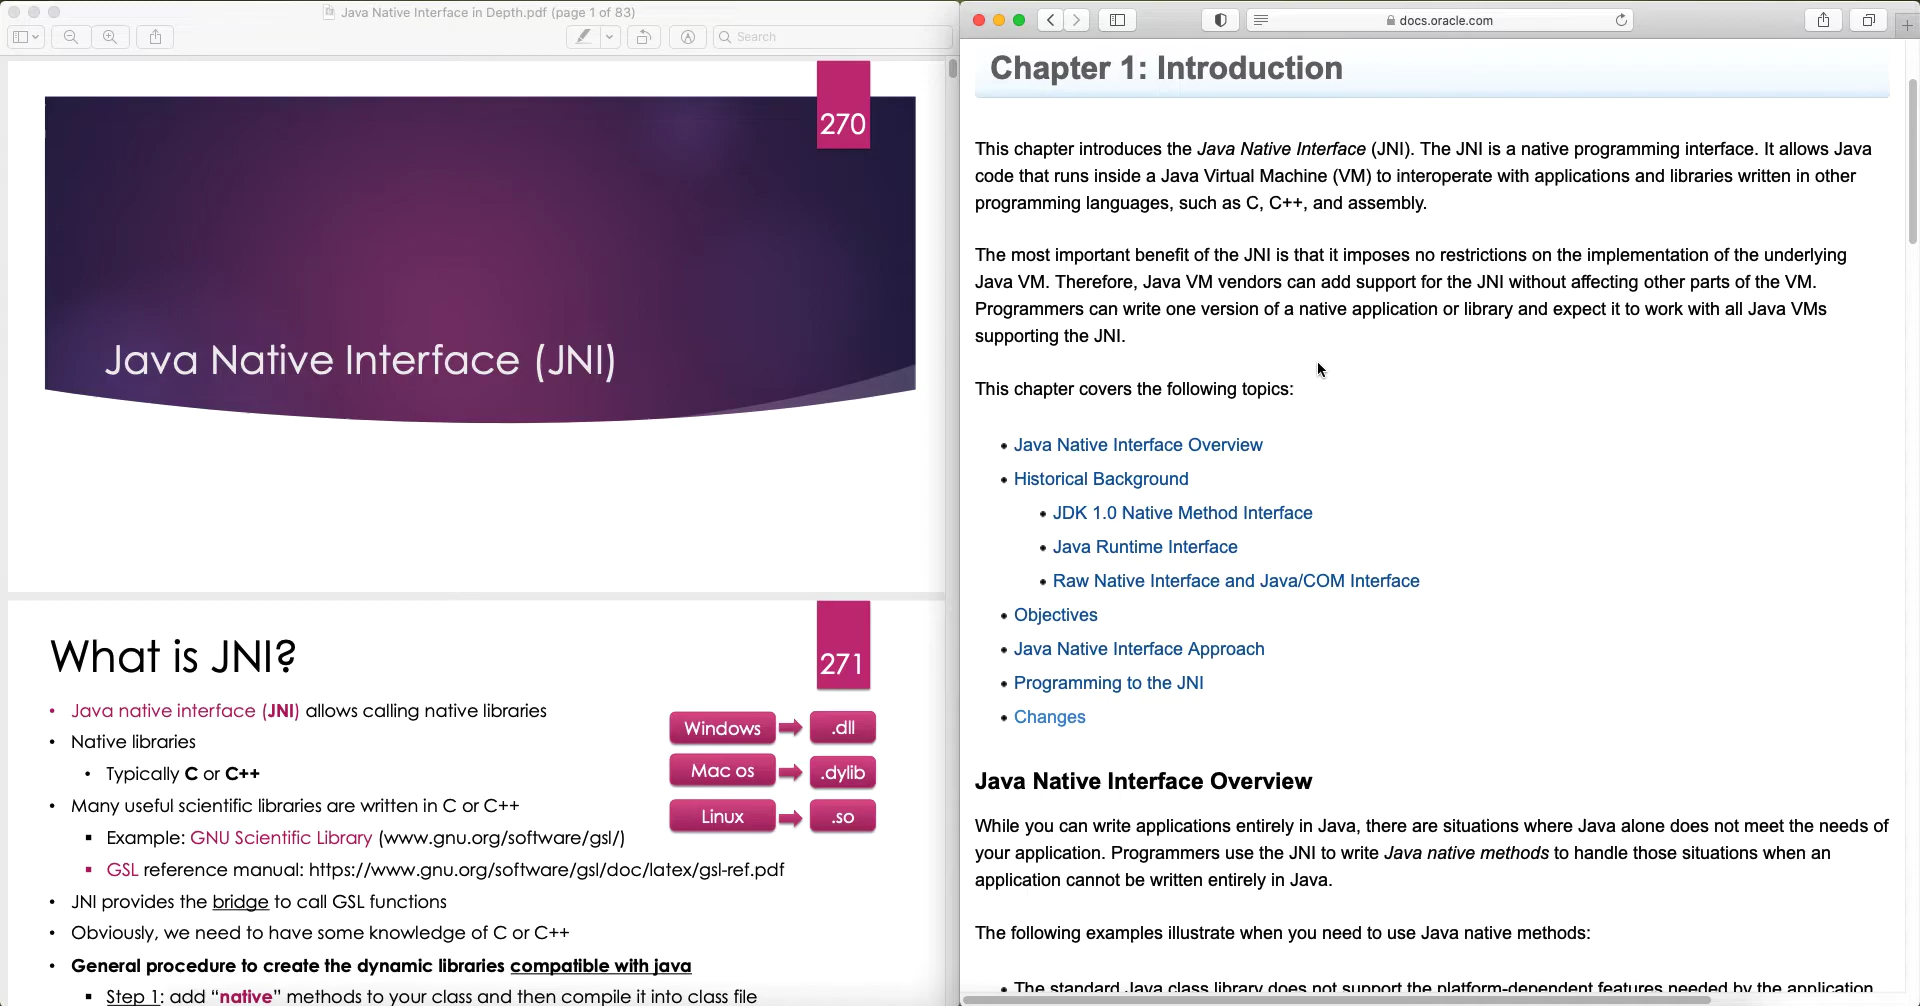 Java Native Interface in Depth.pdf (page 1 of 83)
Search
270
Java Native Interface (JNI)
What is JNI?
271
• Java native interface (JNI) allows calling native libraries
• Native libraries
• Typically C or C++
• Many useful scientific libraries are written in C or C++
▪ Example: GNU Scientific Library (www.gnu.org/software/gsl/)
▪ GSL reference manual: https://www.gnu.org/software/gsl/doc/latex/gsl-ref.pdf
• JNI provides the bridge to call GSL functions
• Obviously, we need to have some knowledge of C or C++
• General procedure to create the dynamic libraries compatible with java
▪ Step 1: add “native” methods to your class and then compile it into class file
Windows .dll
Mac os .dylib
Linux .so
docs.oracle.com
Chapter 1: Introduction
This chapter introduces the Java Native Interface (JNI). The JNI is a native programming interface. It allows Java
code that runs inside a Java Virtual Machine (VM) to interoperate with applications and libraries written in other
programming languages, such as C, C++, and assembly.
The most important benefit of the JNI is that it imposes no restrictions on the implementation of the underlying
Java VM. Therefore, Java VM vendors can add support for the JNI without affecting other parts of the VM.
Programmers can write one version of a native application or library and expect it to work with all Java VMs
supporting the JNI.
This chapter covers the following topics:
• Java Native Interface Overview
• Historical Background
• JDK 1.0 Native Method Interface
• Java Runtime Interface
• Raw Native Interface and Java/COM Interface
• Objectives
• Java Native Interface Approach
• Programming to the JNI
• Changes
Java Native Interface Overview
While you can write applications entirely in Java, there are situations where Java alone does not meet the needs of
your application. Programmers use the JNI to write Java native methods to handle those situations when an
application cannot be written entirely in Java.
The following examples illustrate when you need to use Java native methods:
• The standard Java class library does not support the platform-dependent features needed by the application.